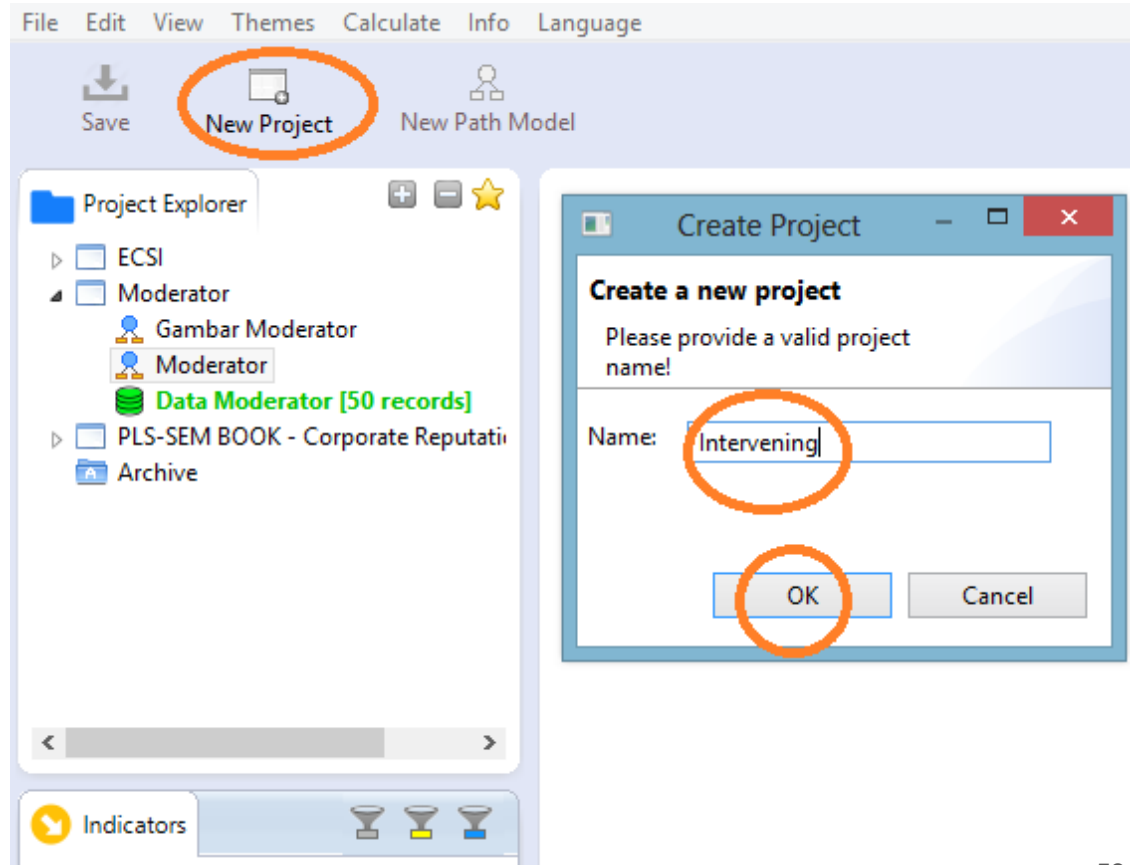 File Edit View Themes Calculate Info Language
Save New Project New Path Model
Project Explorer
ECSI
Moderator
Gambar Moderator
Moderator
Data Moderator [50 records]
PLS-SEM BOOK - Corporate Reputati
Archive
Indicators
Create Project
Create a new project
Please provide a valid project
name!
Name: Intervening
OK Cancel